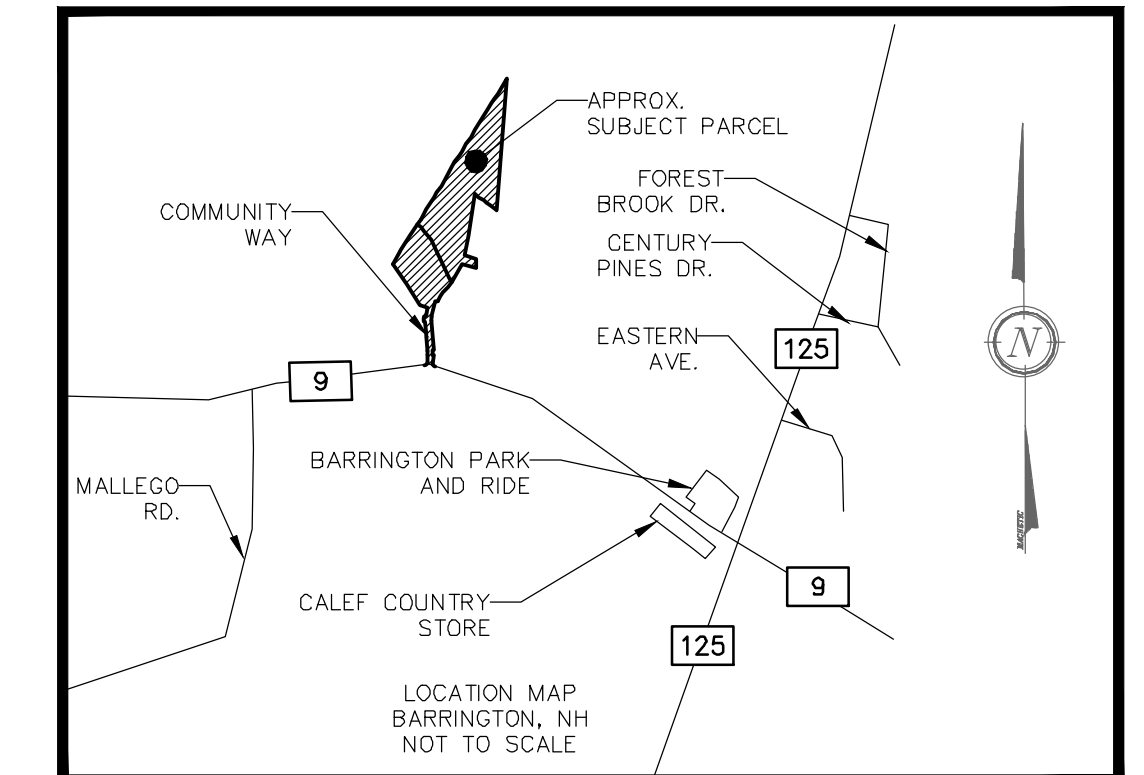 APPROX.
SUBJECT PARCEL
FOREST
BROOK DR.
COMMUNITY
WAY
CENTURY
PINES DR.
EASTERN
AVE.
125
N
9
BARRINGTON PARK
AND RIDE
MALLEGO
RD.
9
CALEF COUNTRY
STORE
125
LOCATION MAP
BARRINGTON, NH
NOT TO SCALE